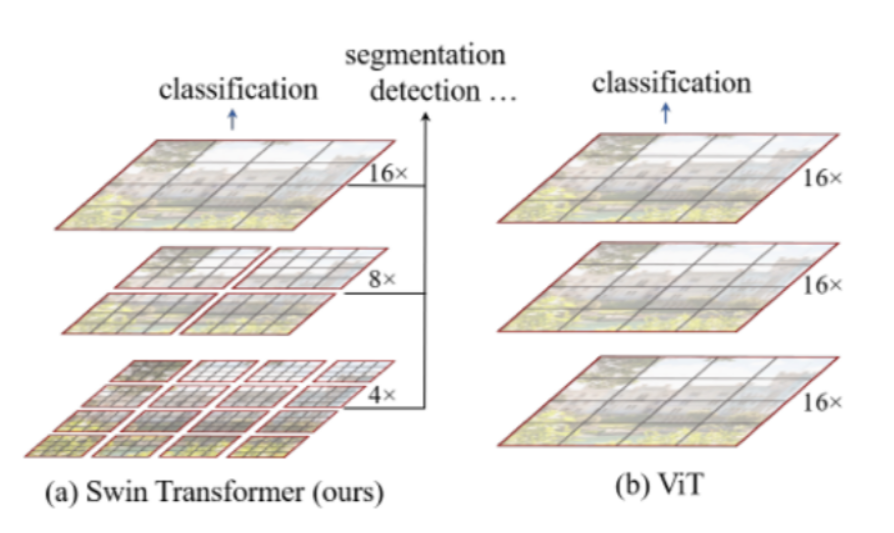 segmentation
classification
detection ...
16×
8×
4×
(a) Swin Transformer (ours)
classification
16×
16×
16×
(b) ViT